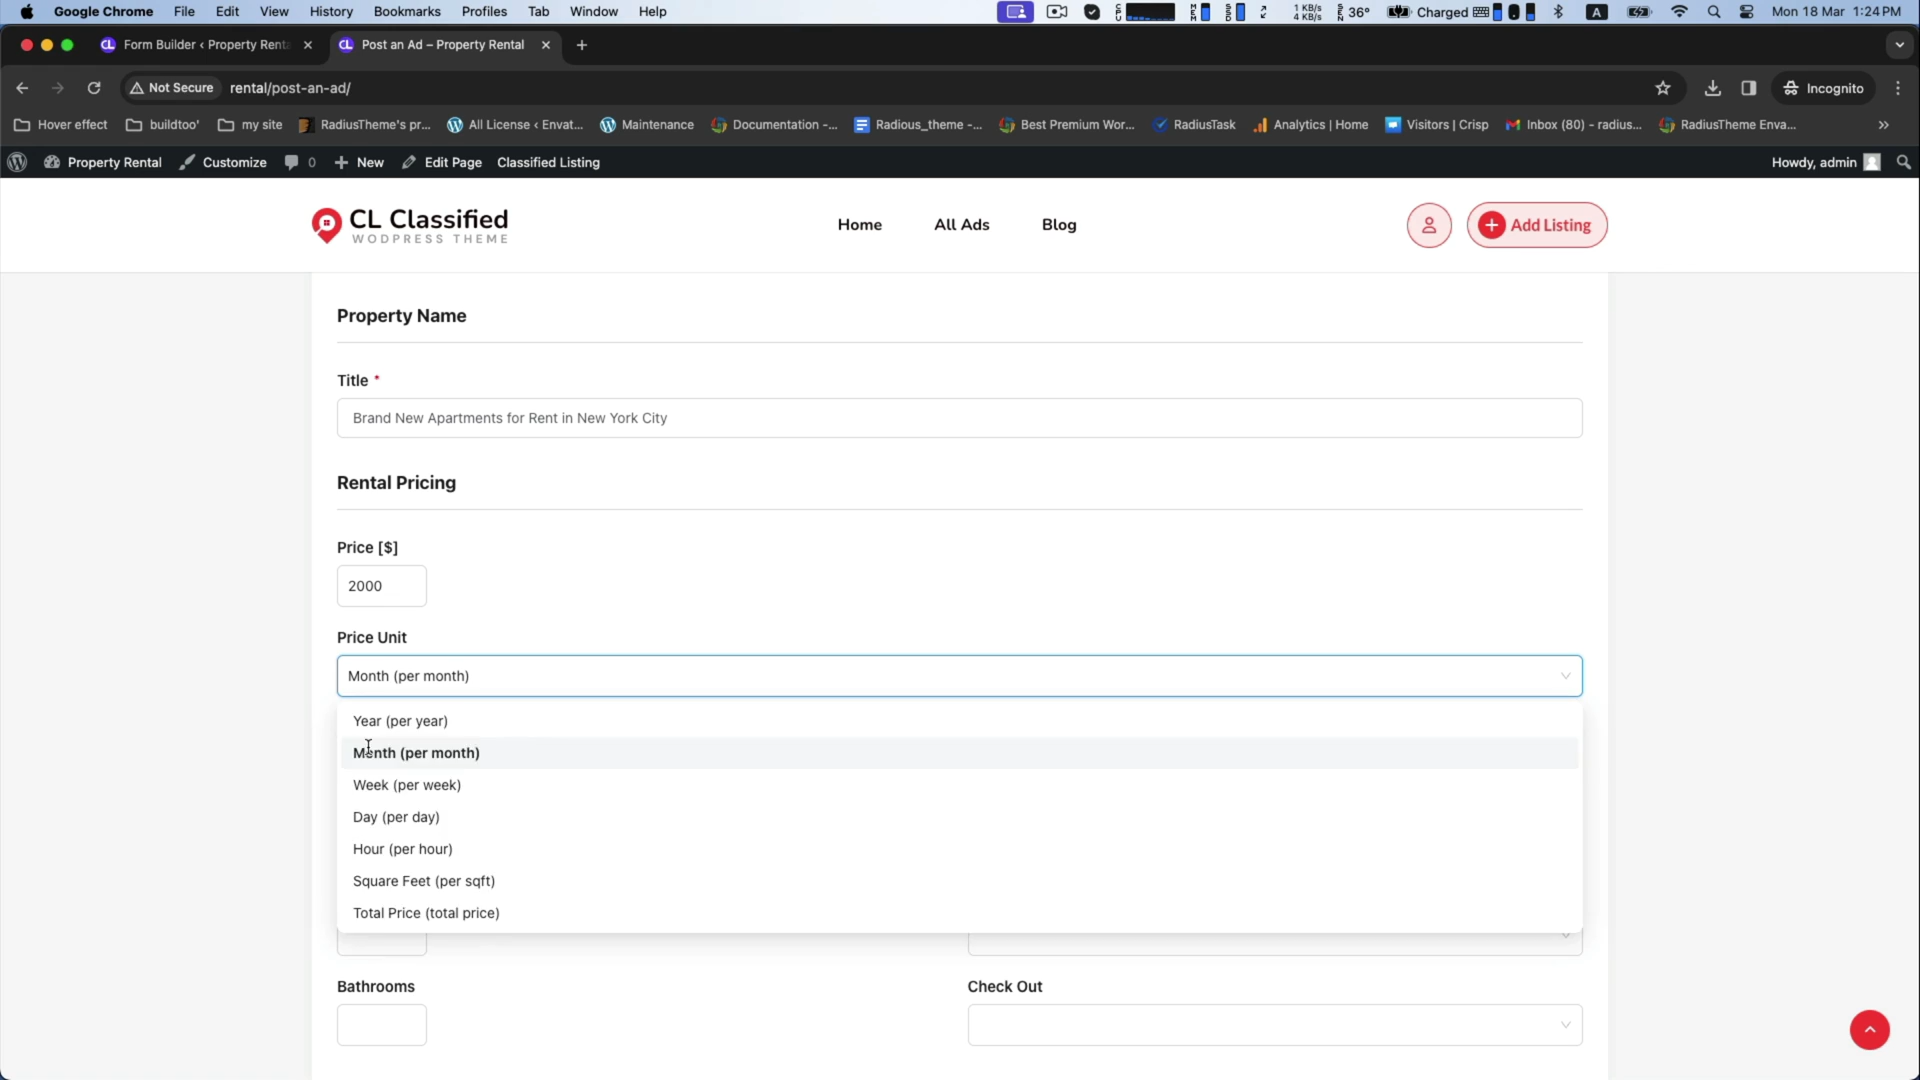 Google Chrome File Edit View History Bookmarks Profiles Tab Window Help 1 KB/s 4 KB/s 36° Charged A Mon 18 Mar 1:24 PM
Form Builder ‹ Property Renta Post an Ad – Property Rental
Not Secure rental/post-an-ad/ Incognito
Hover effect buildtoo' my site RadiusTheme's pr... All License ‹ Envat... Maintenance Documentation -... Radious_theme -... Best Premium Wor... RadiusTask Analytics | Home Visitors | Crisp Inbox (80) - radius... RadiusTheme Enva... »
Property Rental Customize 0 New Edit Page Classified Listing Howdy, admin
CL Classified
WODPRESS THEME
Home All Ads Blog
Add Listing
Property Name
Title *
Brand New Apartments for Rent in New York City
Rental Pricing
Price [$]
2000
Price Unit
Month (per month)
Year (per year)
Month (per month)
Week (per week)
Day (per day)
Hour (per hour)
Square Feet (per sqft)
Total Price (total price)
Bathrooms Check Out